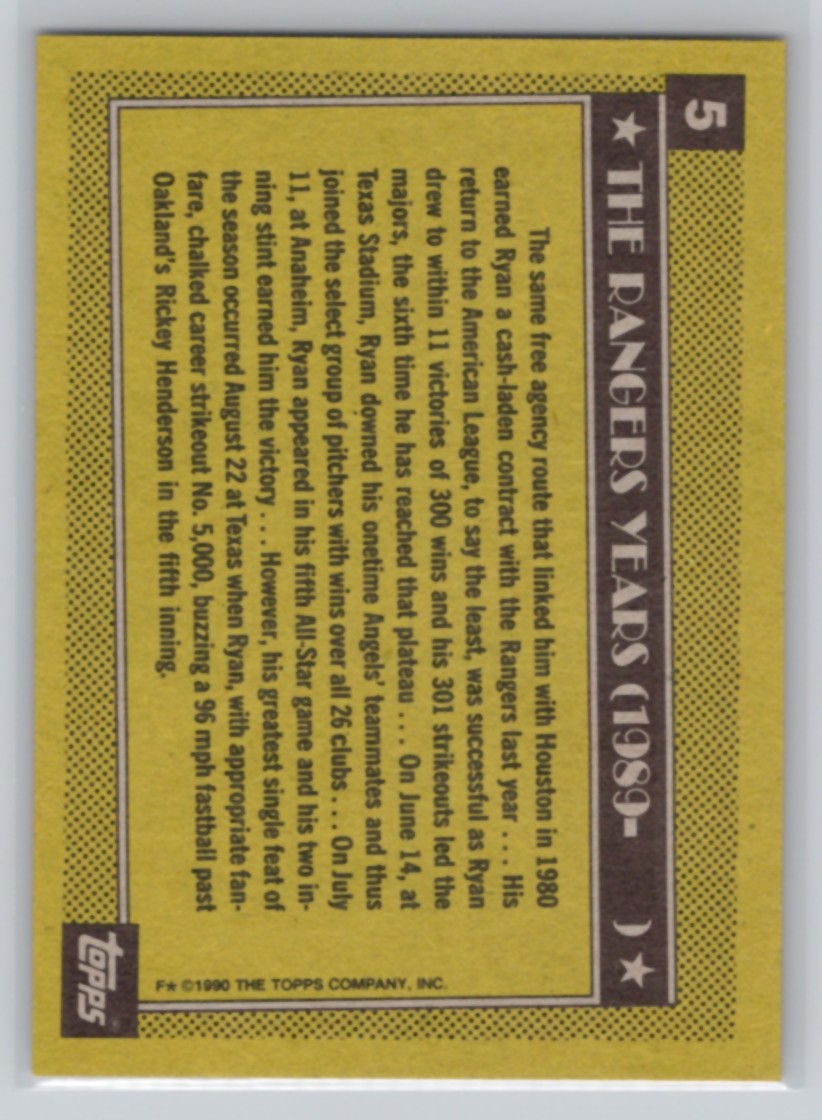 5
★ THE RANGERS YEARS (1989- ) ★
The same free agency route that linked him with Houston in 1980
earned Ryan a cash-laden contract with the Rangers last year . . . His
return to the American League, to say the least, was successful as Ryan
drew to within 11 victories of 300 wins and his 301 strikeouts led the
majors, the sixth time he has reached that plateau . . . On June 14, at
Texas Stadium, Ryan downed his onetime Angels' teammates and thus
joined the select group of pitchers with wins over all 26 clubs . . . On July
11, at Anaheim, Ryan appeared in his fifth All-Star game and his two in-
ning stint earned him the victory . . . However, his greatest single feat of
the season occurred August 22 at Texas when Ryan, with appropriate fan-
fare, chalked career strikeout No. 5,000, buzzing a 96 mph fastball past
Oakland's Rickey Henderson in the fifth inning.
F★ ©1990 THE TOPPS COMPANY, INC.
topps